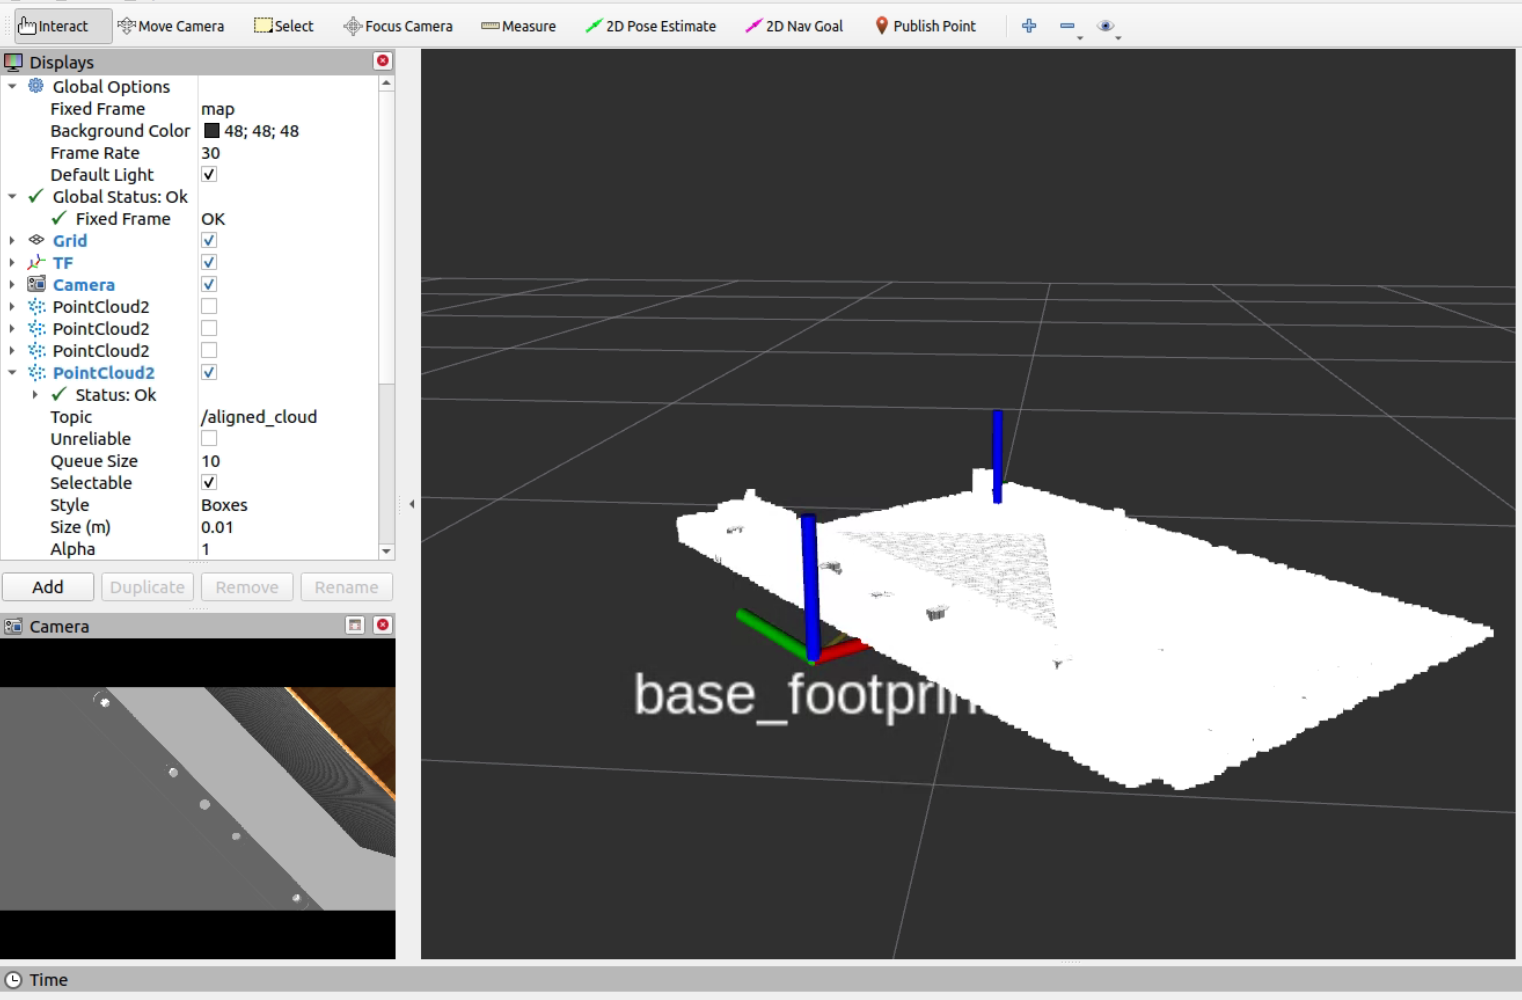 Interact Move Camera Select Focus Camera Measure 2D Pose Estimate 2D Nav Goal Publish Point
Displays
Global Options
Fixed Frame map
Background Color 48; 48; 48
Frame Rate 30
Default Light
Global Status: Ok
Fixed Frame OK
Grid
TF
Camera
PointCloud2
PointCloud2
PointCloud2
PointCloud2
Status: Ok
Topic /aligned_cloud
Unreliable
Queue Size 10
Selectable
Style Boxes
Size (m) 0.01
Alpha 1
Add Duplicate Remove Rename
Camera
base_footprin
Time